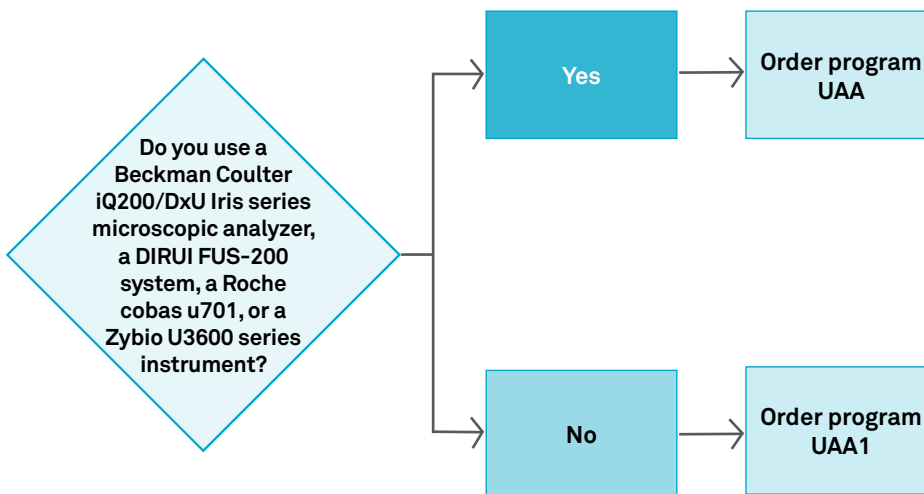 Do you use a
Beckman Coulter
iQ200/DxU Iris series
microscopic analyzer,
a DIRUI FUS-200
system, a Roche
cobas u701, or a
Zybio U3600 series
instrument?
Yes
Order program
UAA
No
Order program
UAA1